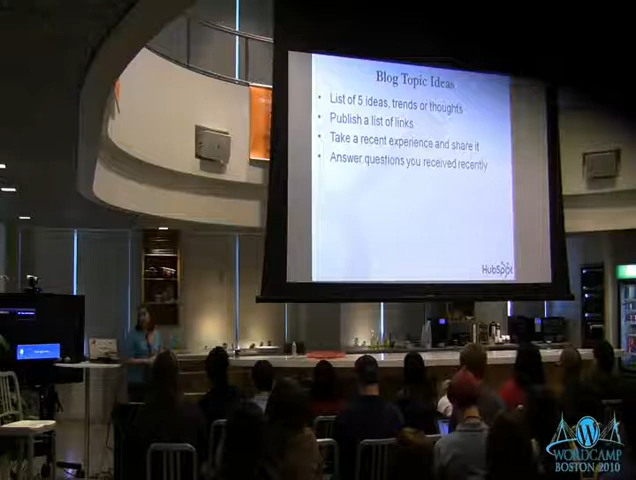 Blog Topic Ideas
• List of 5 ideas, trends or thoughts
• Publish a list of links
• Take a recent experience and share it
• Answer questions you received recently
HubSpot
WORDCAMP
BOSTON 2010